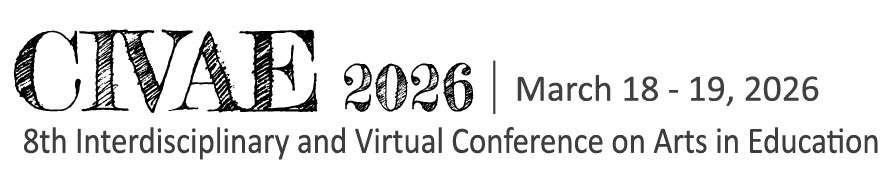 CIVAE 2026 | March 18 - 19, 2026
8th Interdisciplinary and Virtual Conference on Arts in Education